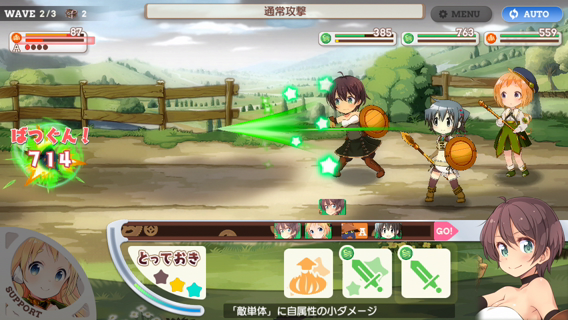 WAVE 2/3 2
通常攻撃
MENU
AUTO
87
385
763
559
A
ばつぐん!
714
GO!
とっておき
SUPPORT
「敵単体」に自属性の小ダメージ